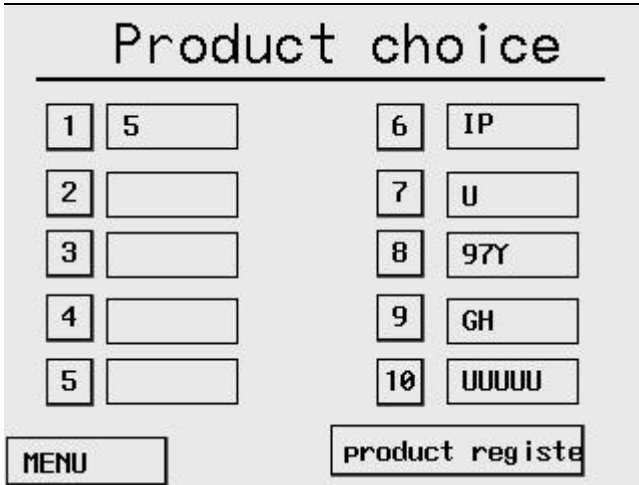 Product choice
1 5
2
3
4
5
6 IP
7 U
8 97Y
9 GH
10 UUUUU
MENU
product registe